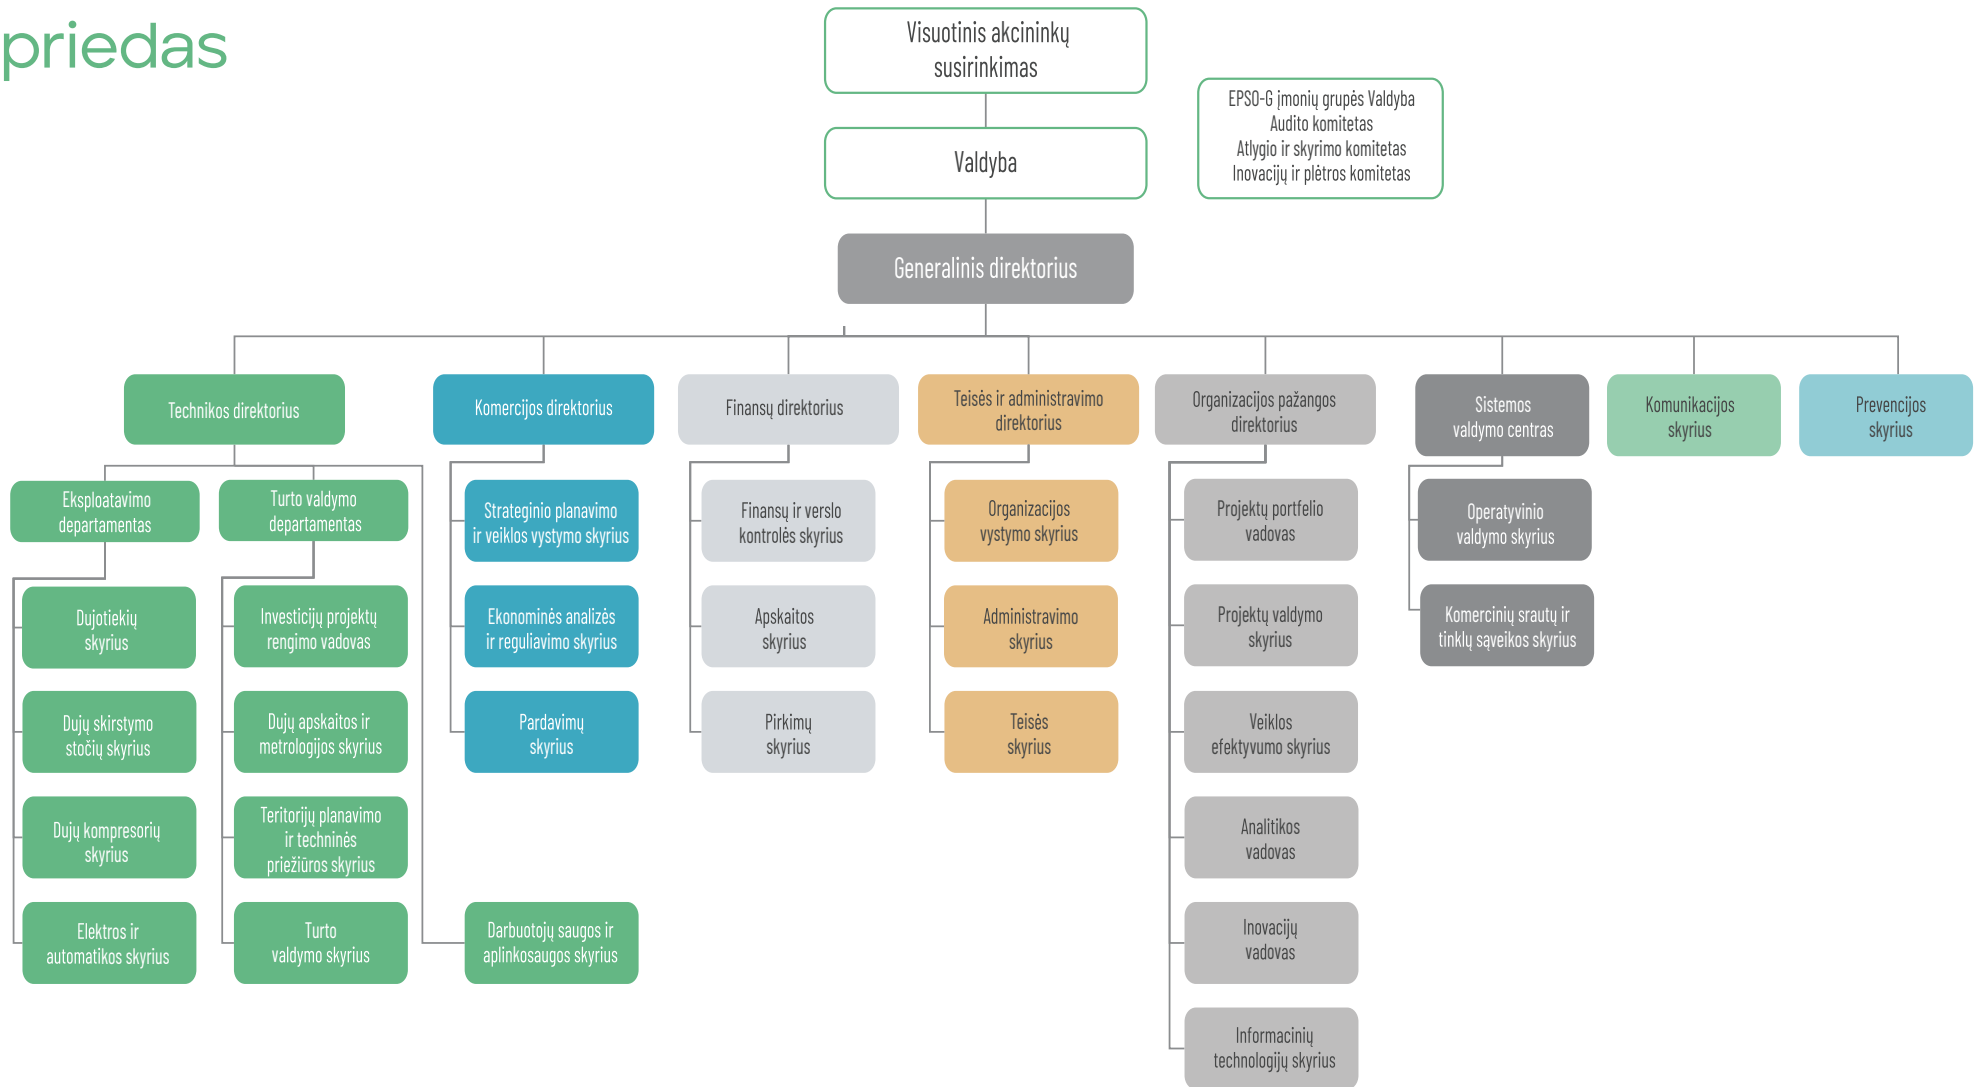 priedas
Visuotinis akcininkų
susirinkimas
EPSO-G įmonių grupės Valdyba
Audito komitetas
Atlygio ir skyrimo komitetas
Inovacijų ir plėtros komitetas
Valdyba
Generalinis direktorius
Technikos direktorius
Komercijos direktorius
Finansų direktorius
Teisės ir administravimo
direktorius
Organizacijos pažangos
direktorius
Sistemos
valdymo centras
Komunikacijos
skyrius
Prevencijos
skyrius
Eksploatavimo
departamentas
Turto valdymo
departamentas
Strateginio planavimo
ir veiklos vystymo skyrius
Finansų ir verslo
kontrolės skyrius
Organizacijos
vystymo skyrius
Projektų portfelio
vadovas
Operatyvinio
valdymo skyrius
Dujotiekių
skyrius
Investicijų projektų
rengimo vadovas
Ekonominės analizės
ir reguliavimo skyrius
Apskaitos
skyrius
Administravimo
skyrius
Projektų valdymo
skyrius
Komercinių srautų ir
tinklų sąveikos skyrius
Dujų skirstymo
stočių skyrius
Dujų apskaitos ir
metrologijos skyrius
Pardavimų
skyrius
Pirkimų
skyrius
Teisės
skyrius
Veiklos
efektyvumo skyrius
Dujų kompresorių
skyrius
Teritorijų planavimo
ir techninės
priežiūros skyrius
Analitikos
vadovas
Elektros ir
automatikos skyrius
Turto
valdymo skyrius
Darbuotojų saugos ir
aplinkosaugos skyrius
Inovacijų
vadovas
Informacinių
technologijų skyrius